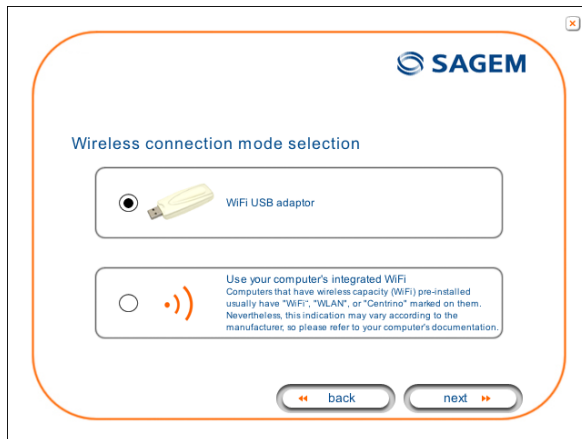 SAGEM
Wireless connection mode selection
WiFi USB adaptor
Use your computer's integrated WiFi
Computers that have wireless capacity (WiFi) pre-installed
usually have "WiFi", "WLAN", or "Centrino" marked on them.
Nevertheless, this indication may vary according to the
manufacturer, so please refer to your computer's documentation.
back
next